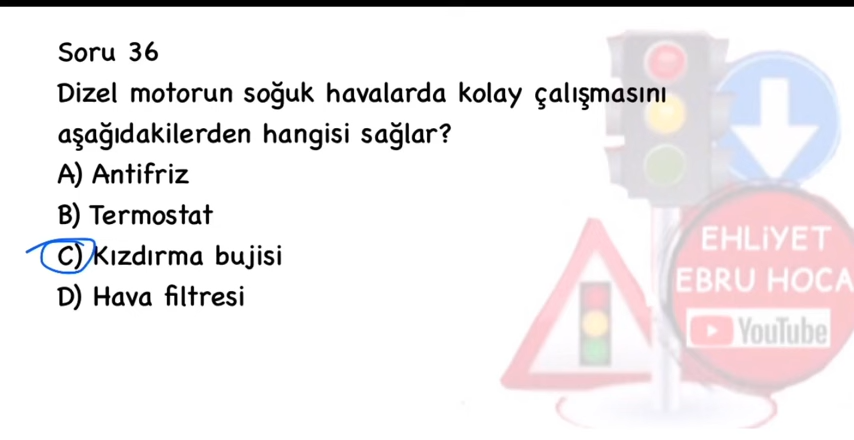 Soru 36
Dizel motorun soğuk havalarda kolay çalışmasını
aşağıdakilerden hangisi sağlar?
A) Antifriz
B) Termostat
C) Kızdırma bujisi
D) Hava filtresi
EHLİYET
EBRU HOCA
YouTube